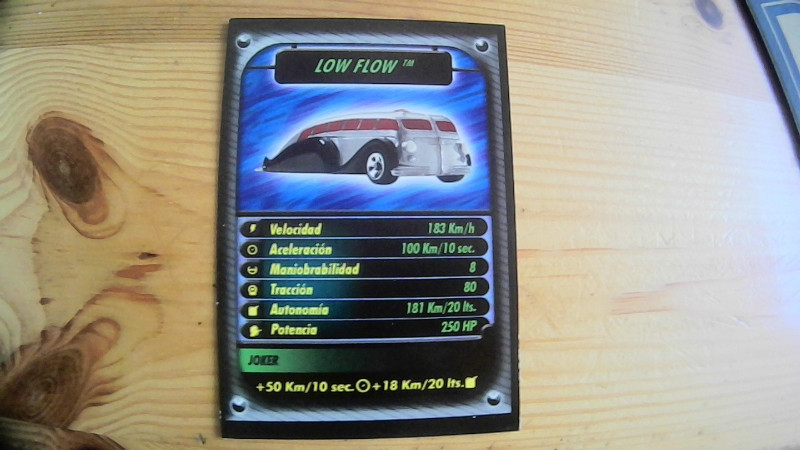 LOW FLOW ™
Velocidad 183 Km/h
Aceleración 100 Km/10 sec.
Maniobrabilidad 8
Tracción 80
Autonomía 181 Km/20 lts.
Potencia 250 HP
JOKER
+50 Km/10 sec. +18 Km/20 lts.